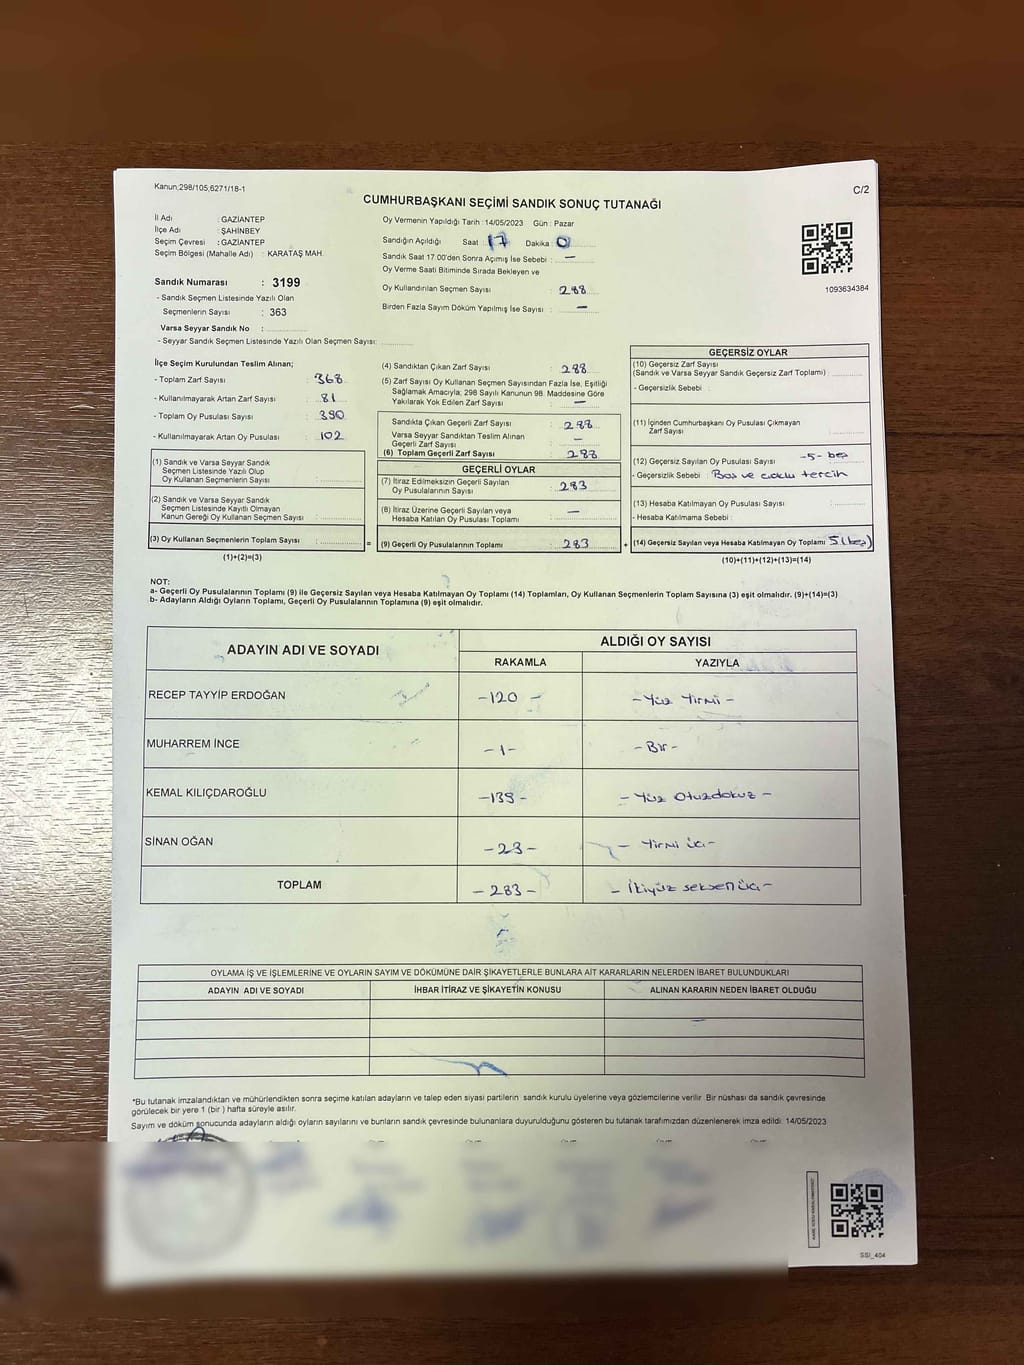 Kanun;298/105;6271/18-1
C/2
CUMHURBAŞKANI SEÇİMİ SANDIK SONUÇ TUTANAĞI
İl Adı : GAZİANTEP
İlçe Adı : ŞAHİNBEY
Seçim Çevresi : GAZİANTEP
Seçim Bölgesi (Mahalle Adı) : KARATAŞ MAH.
Sandık Numarası : 3199
- Sandık Seçmen Listesinde Yazılı Olan
Seçmenlerin Sayısı : 363
Varsa Seyyar Sandık No :
- Seyyar Sandık Seçmen Listesinde Yazılı Olan Seçmen Sayısı:
Oy Vermenin Yapıldığı Tarih :14/05/2023 Gün : Pazar
Sandığın Açıldığı Saat 17 Dakika 0
Sandık Saat 17.00'den Sonra Açımış İse Sebebi : —
Oy Verme Saati Bitiminde Sırada Bekleyen ve
Oy Kullandırılan Seçmen Sayısı : 288
Birden Fazla Sayım Döküm Yapılmış İse Sayısı : —
1093634384
İlçe Seçim Kurulundan Teslim Alınan;
- Toplam Zarf Sayısı : 368
- Kullanılmayarak Artan Zarf Sayısı : 81
- Toplam Oy Pusulası Sayısı : 390
- Kullanılmayarak Artan Oy Pusulası : 102
(1) Sandık ve Varsa Seyyar Sandık
Seçmen Listesinde Yazılı Olup
Oy Kullanan Seçmenlerin Sayısı :
(2) Sandık ve Varsa Seyyar Sandık
Seçmen Listesinde Kayıtlı Olmayan
Kanun Gereği Oy Kullanan Seçmen Sayısı :
(3) Oy Kullanan Seçmenlerin Toplam Sayısı :
(1)+(2)=(3)
=
(4) Sandıktan Çıkan Zarf Sayısı : 288
(5) Zarf Sayısı Oy Kullanan Seçmen Sayısından Fazla İse, Eşitliği
Sağlamak Amacıyla; 298 Sayılı Kanunun 98. Maddesine Göre
Yakılarak Yok Edilen Zarf Sayısı : —
Sandıkta Çıkan Geçerli Zarf Sayısı : 288
Varsa Seyyar Sandıktan Teslim Alınan
Geçerli Zarf Sayısı : —
(6) Toplam Geçerli Zarf Sayısı : 288
GEÇERLİ OYLAR
(7) İtiraz Edilmeksizin Geçerli Sayılan
Oy Pusulalarının Sayısı : 283
(8) İtiraz Üzerine Geçerli Sayılan veya
Hesaba Katılan Oy Pusulası Toplamı : —
(9) Geçerli Oy Pusulalarının Toplamı : 283
+
GEÇERSİZ OYLAR
(10) Geçersiz Zarf Sayısı
(Sandık ve Varsa Seyyar Sandık Geçersiz Zarf Toplamı) :
- Geçersizlik Sebebi :
(11) İçinden Cumhurbaşkanı Oy Pusulası Çıkmayan
Zarf Sayısı :
(12) Geçersiz Sayılan Oy Pusulası Sayısı : -5- beş
- Geçersizlik Sebebi : Boş ve çoklu tercih
(13) Hesaba Katılmayan Oy Pusulası Sayısı :
- Hesaba Katılmama Sebebi :
(14) Geçersiz Sayılan veya Hesaba Katılmayan Oy Toplamı 5 (beş)
(10)+(11)+(12)+(13)=(14)
NOT:
a- Geçerli Oy Pusulalarının Toplamı (9) ile Geçersiz Sayılan veya Hesaba Katılmayan Oy Toplamı (14) Toplamları, Oy Kullanan Seçmenlerin Toplam Sayısına (3) eşit olmalıdır. (9)+(14)=(3)
b- Adayların Aldığı Oyların Toplamı, Geçerli Oy Pusulalarının Toplamına (9) eşit olmelidir.
ADAYIN ADI VE SOYADI
ALDIĞI OY SAYISI
RAKAMLA YAZIYLA
RECEP TAYYİP ERDOĞAN -120- -Yüz Yirmi-
MUHARREM İNCE -1- -Bir-
KEMAL KILIÇDAROĞLU -139- -Yüz Otuzdokuz-
SİNAN OĞAN -23- - Yirmi üç-
TOPLAM -283- - İkiyüz seksen üç-
OYLAMA İŞ VE İŞLEMLERİNE VE OYLARIN SAYIM VE DÖKÜMÜNE DAİR ŞİKAYETLERLE BUNLARA AİT KARARLARIN NELERDEN İBARET BULUNDUKLARI
ADAYIN ADI VE SOYADI İHBAR İTİRAZ VE ŞİKAYETİN KONUSU ALINAN KARARIN NEDEN İBARET OLDUĞU
*Bu tutanak imzalandıktan ve mühürlendikten sonra seçime katılan adayların ve talep eden siyasi partilerin sandık kurulu üyelerine veya gözlemcilerine verilir. Bir nüshası da sandık çevresinde
görülecek bir yere 1 (bir ) hafta süreyle asılır.
Sayım ve döküm sonucunda adayların aldığı oyların sayılarını ve bunların sandık çevresinde bulunanlara duyurulduğunu gösteren bu tutanak tarafımızdan düzenlenerek imza edildi. 14/05/2023
SSI_404